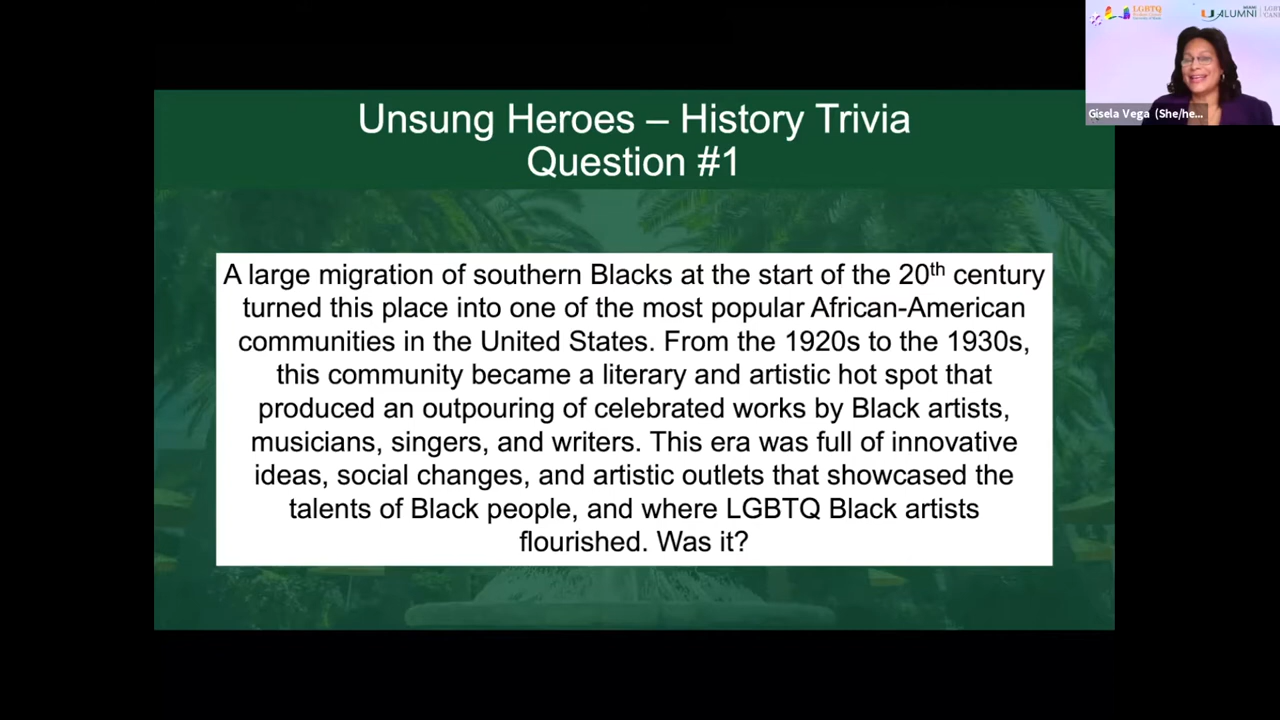 LGBTQ
ALUMNI
Gisela Vega (She/he...
Unsung Heroes – History Trivia
Question #1
A large migration of southern Blacks at the start of the 20th century
turned this place into one of the most popular African-American
communities in the United States. From the 1920s to the 1930s,
this community became a literary and artistic hot spot that
produced an outpouring of celebrated works by Black artists,
musicians, singers, and writers. This era was full of innovative
ideas, social changes, and artistic outlets that showcased the
talents of Black people, and where LGBTQ Black artists
flourished. Was it?